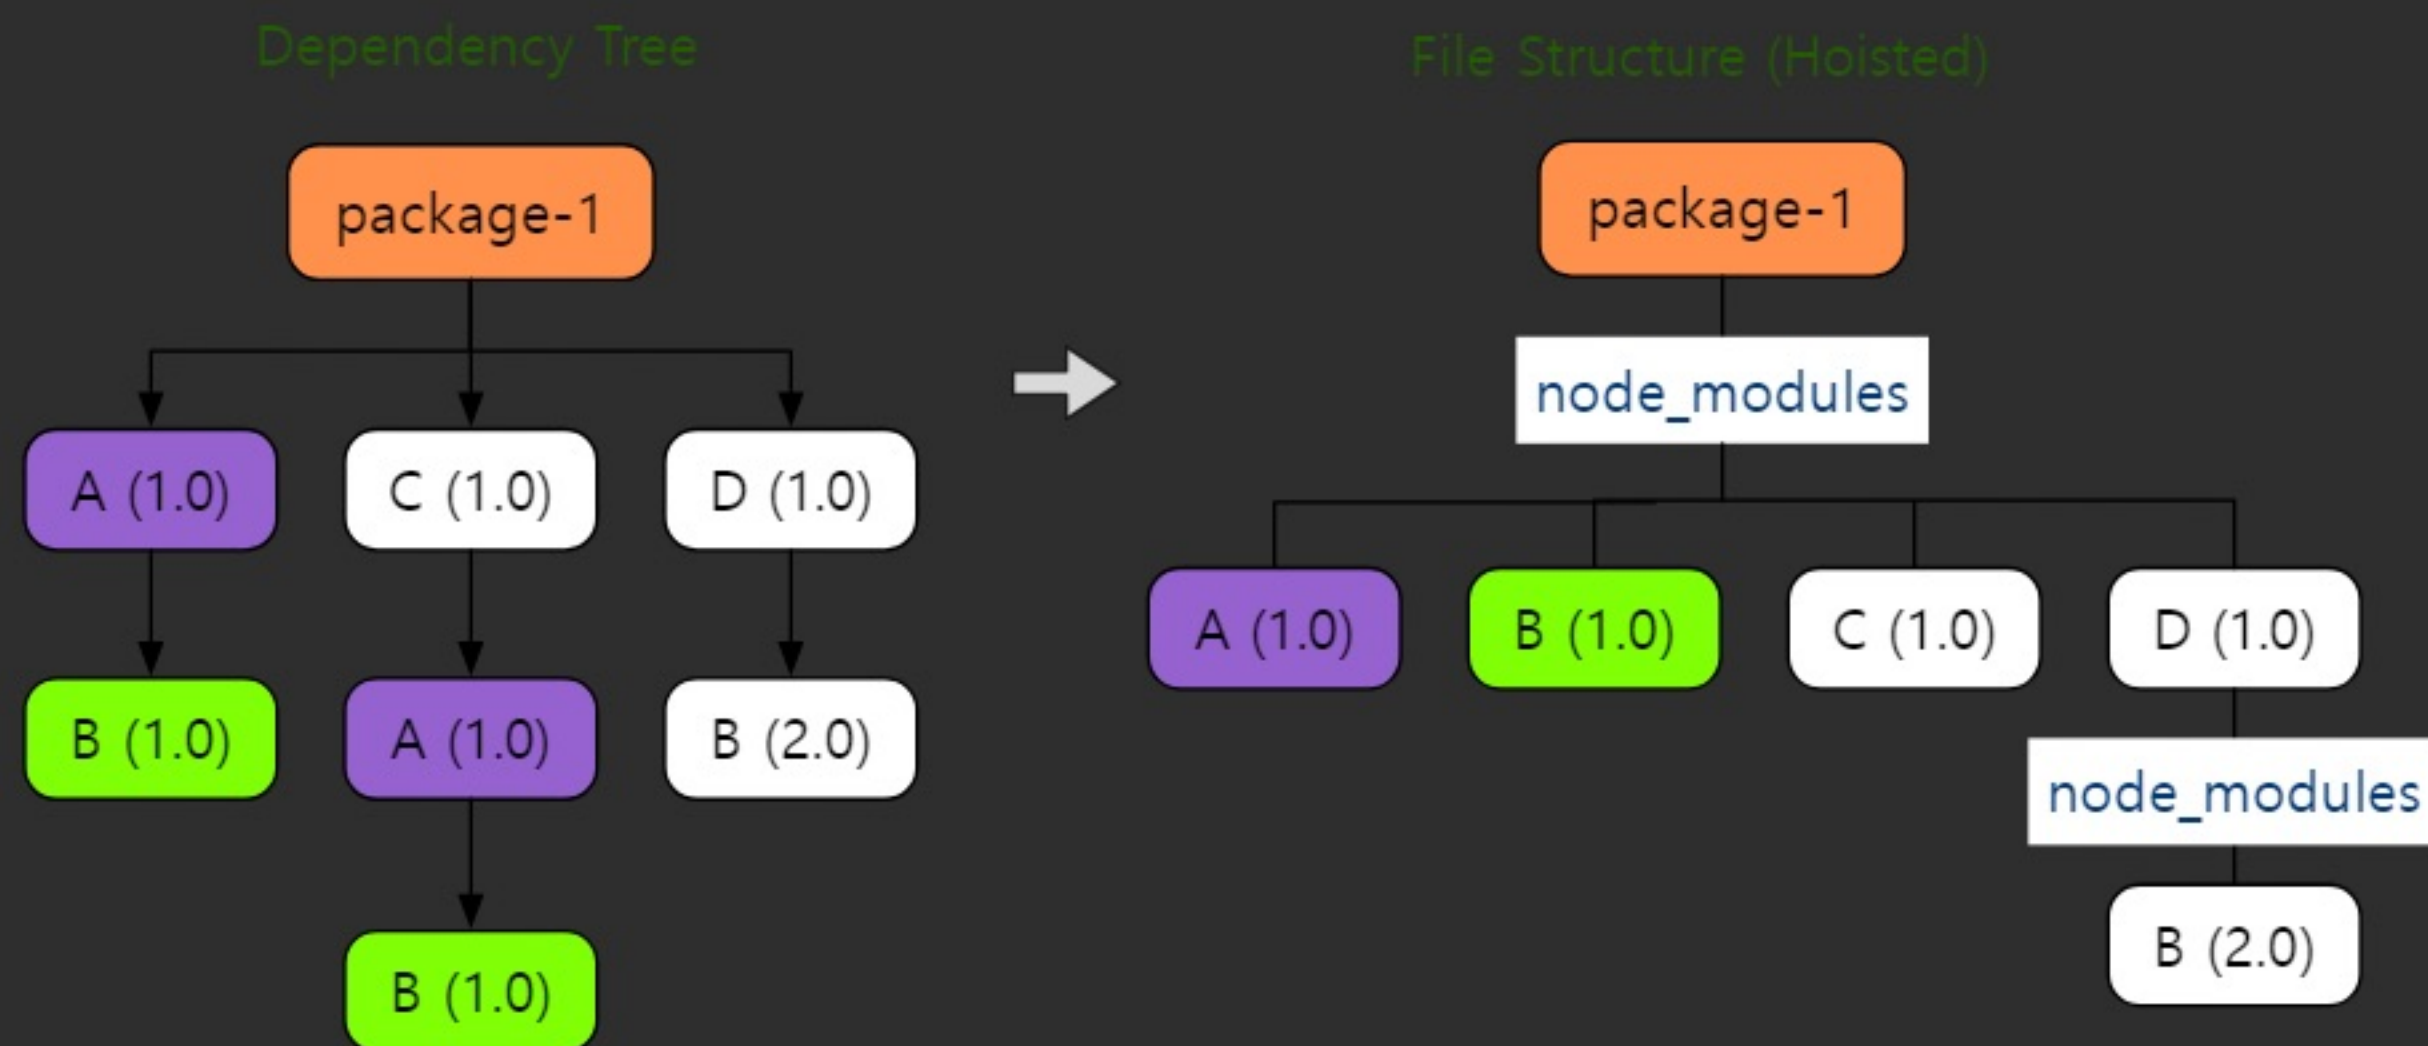 Dependency Tree
package-1
A (1.0)
C (1.0)
D (1.0)
B (1.0)
A (1.0)
B (2.0)
B (1.0)
File Structure (Hoisted)
package-1
node_modules
A (1.0)
B (1.0)
C (1.0)
D (1.0)
node_modules
B (2.0)